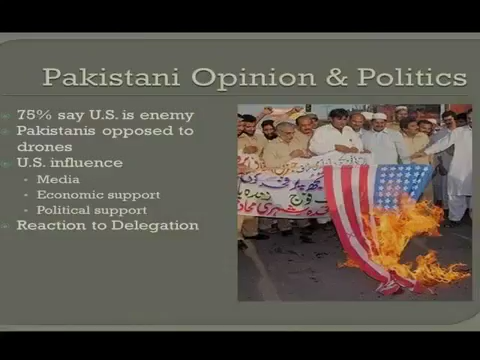 Pakistani Opinion & Politics
75% say U.S. is enemy
Pakistanis opposed to
drones
U.S. influence
Media
Economic support
Political support
Reaction to Delegation